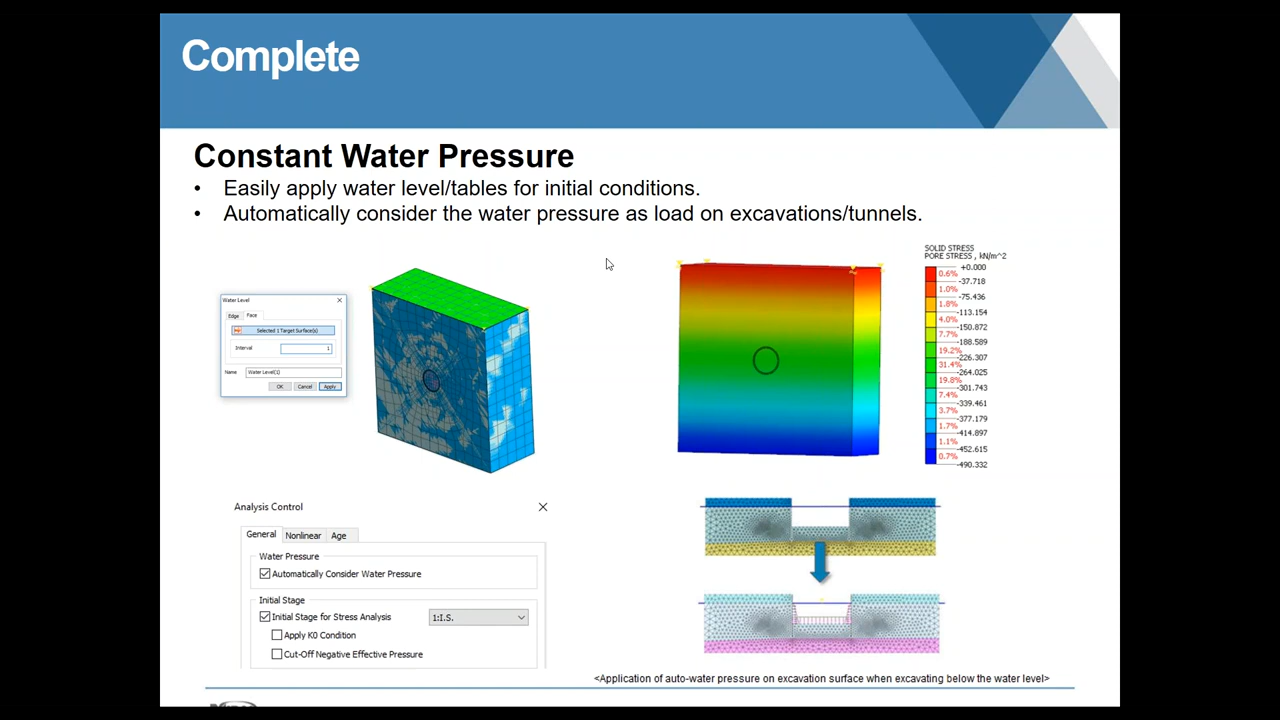 Complete
Constant Water Pressure
• Easily apply water level/tables for initial conditions.
• Automatically consider the water pressure as load on excavations/tunnels.
Water Level
Edge Face
Selected 1 Target Surface(s)
Interval 1
Name Water Level(1)
OK Cancel Apply
SOLID STRESS
PORE STRESS , kN/m^2
+0.000
0.6%
-37.718
1.0%
-75.436
1.8%
-113.154
4.0%
-150.872
7.7%
-188.589
19.2%
-226.307
31.4%
-264.025
19.8%
-301.743
7.4%
-339.461
3.7%
-377.179
1.7%
-414.897
1.1%
-452.615
0.7%
-490.332
Analysis Control
General Nonlinear Age
Water Pressure
Automatically Consider Water Pressure
Initial Stage
Initial Stage for Stress Analysis 1:I.S.
Apply K0 Condition
Cut-Off Negative Effective Pressure
<Application of auto-water pressure on excavation surface when excavating below the water level>